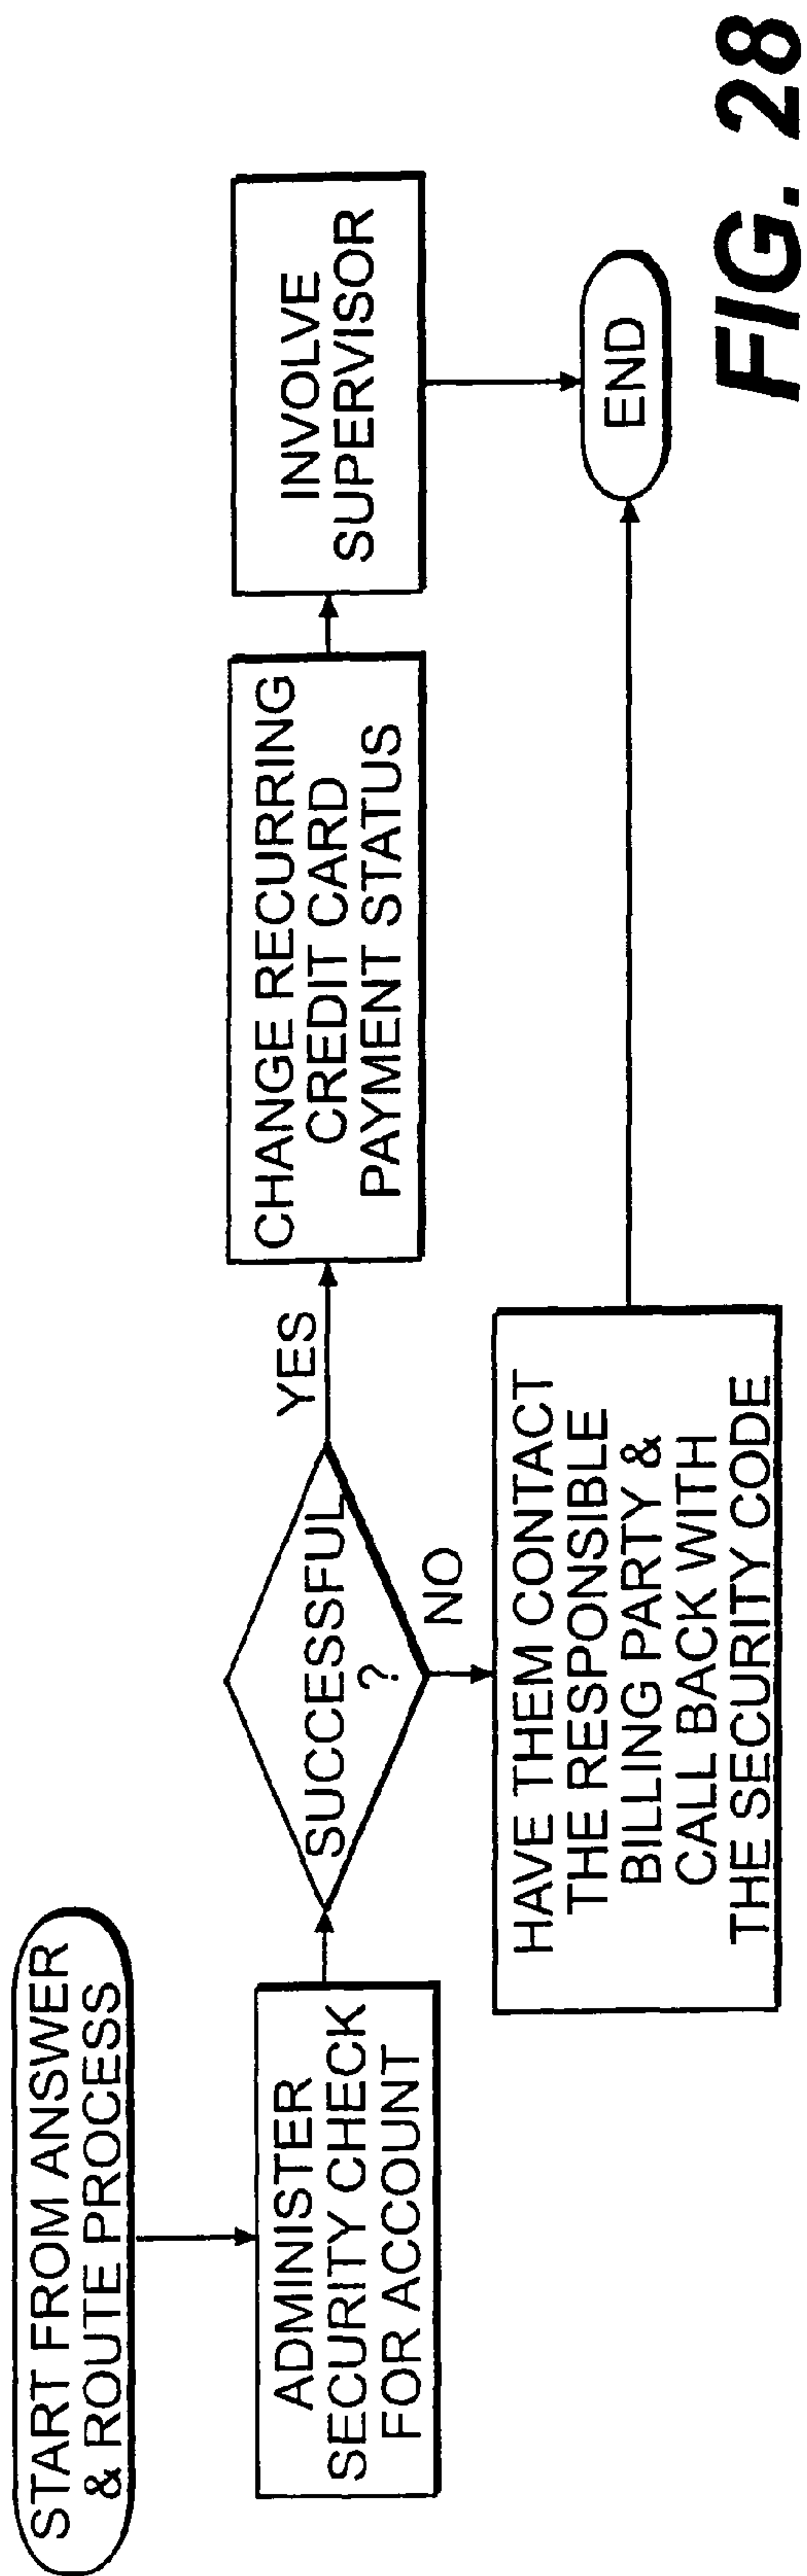 START FROM ANSWER
& ROUTE PROCESS
ADMINISTER
SECURITY CHECK
FOR ACCOUNT
SUCCESSFUL
?
YES
NO
CHANGE RECURRING
CREDIT CARD
PAYMENT STATUS
INVOLVE
SUPERVISOR
HAVE THEM CONTACT
THE RESPONSIBLE
BILLING PARTY &
CALL BACK WITH
THE SECURITY CODE
END
FIG. 28